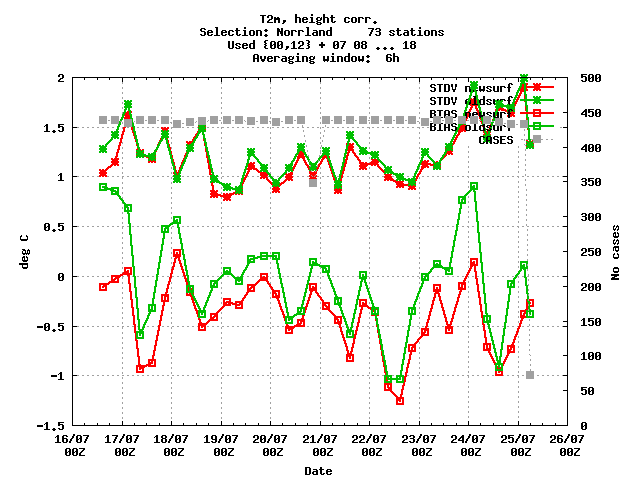 T2m, height corr.
Selection: Norrland     73 stations
Used {00,12} + 07 08 ... 18
Averaging window:  6h
STDV newsurf
STDV oldsurf
BIAS newsurf
BIAS oldsurf
CASES
2
1.5
1
0.5
0
-0.5
-1
-1.5
deg C
500
450
400
350
300
250
200
150
100
50
0
No cases
16/07 17/07 18/07 19/07 20/07 21/07 22/07 23/07 24/07 25/07 26/07
00Z 00Z 00Z 00Z 00Z 00Z 00Z 00Z 00Z 00Z 00Z
Date